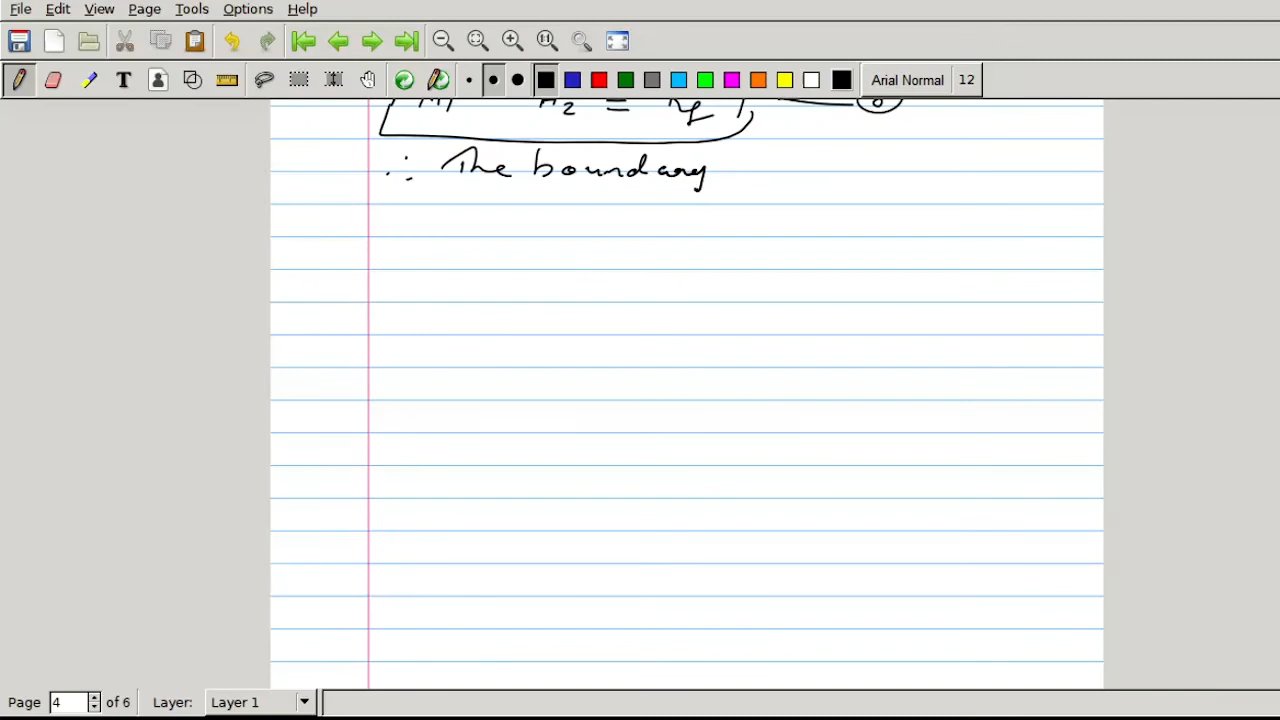 File Edit View Page Tools Options Help
Arial Normal 12
∴ The boundary
Page 4 of 6 Layer: Layer 1